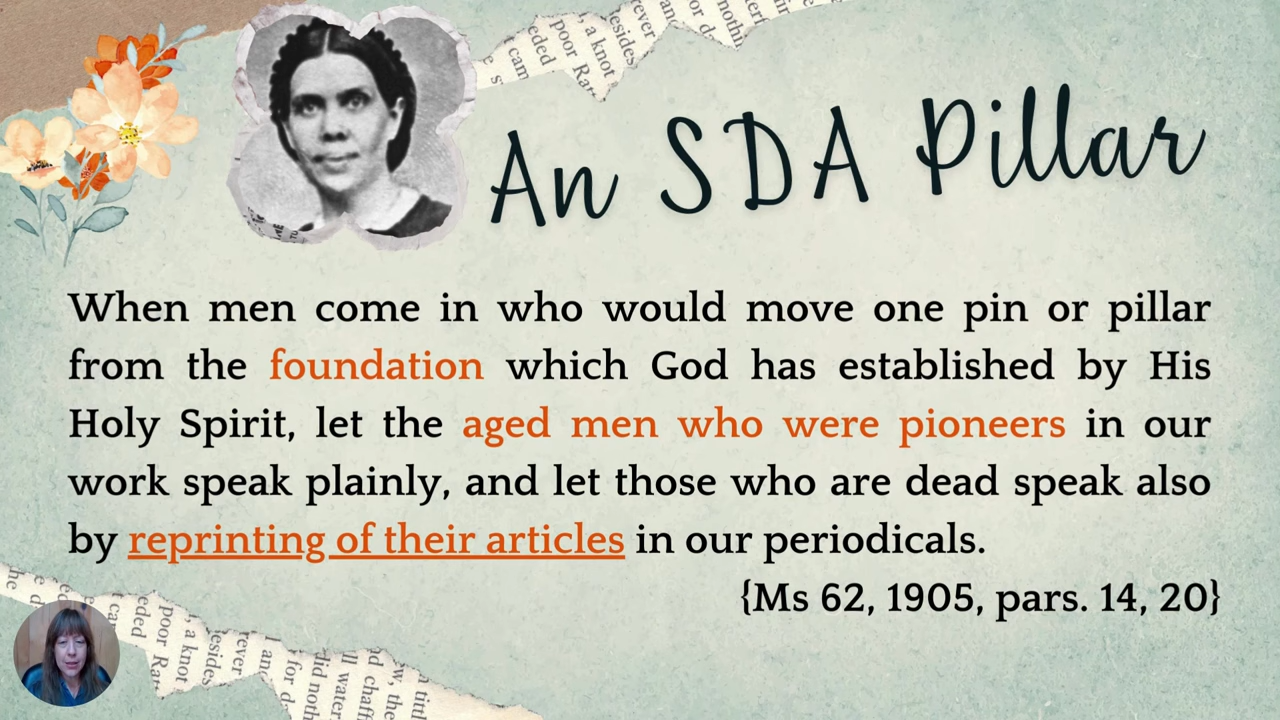 An SDA Pillar
When men come in who would move one pin or pillar
from the foundation which God has established by His
Holy Spirit, let the aged men who were pioneers in our
work speak plainly, and let those who are dead speak also
by reprinting of their articles in our periodicals.
{Ms 62, 1905, pars. 14, 20}